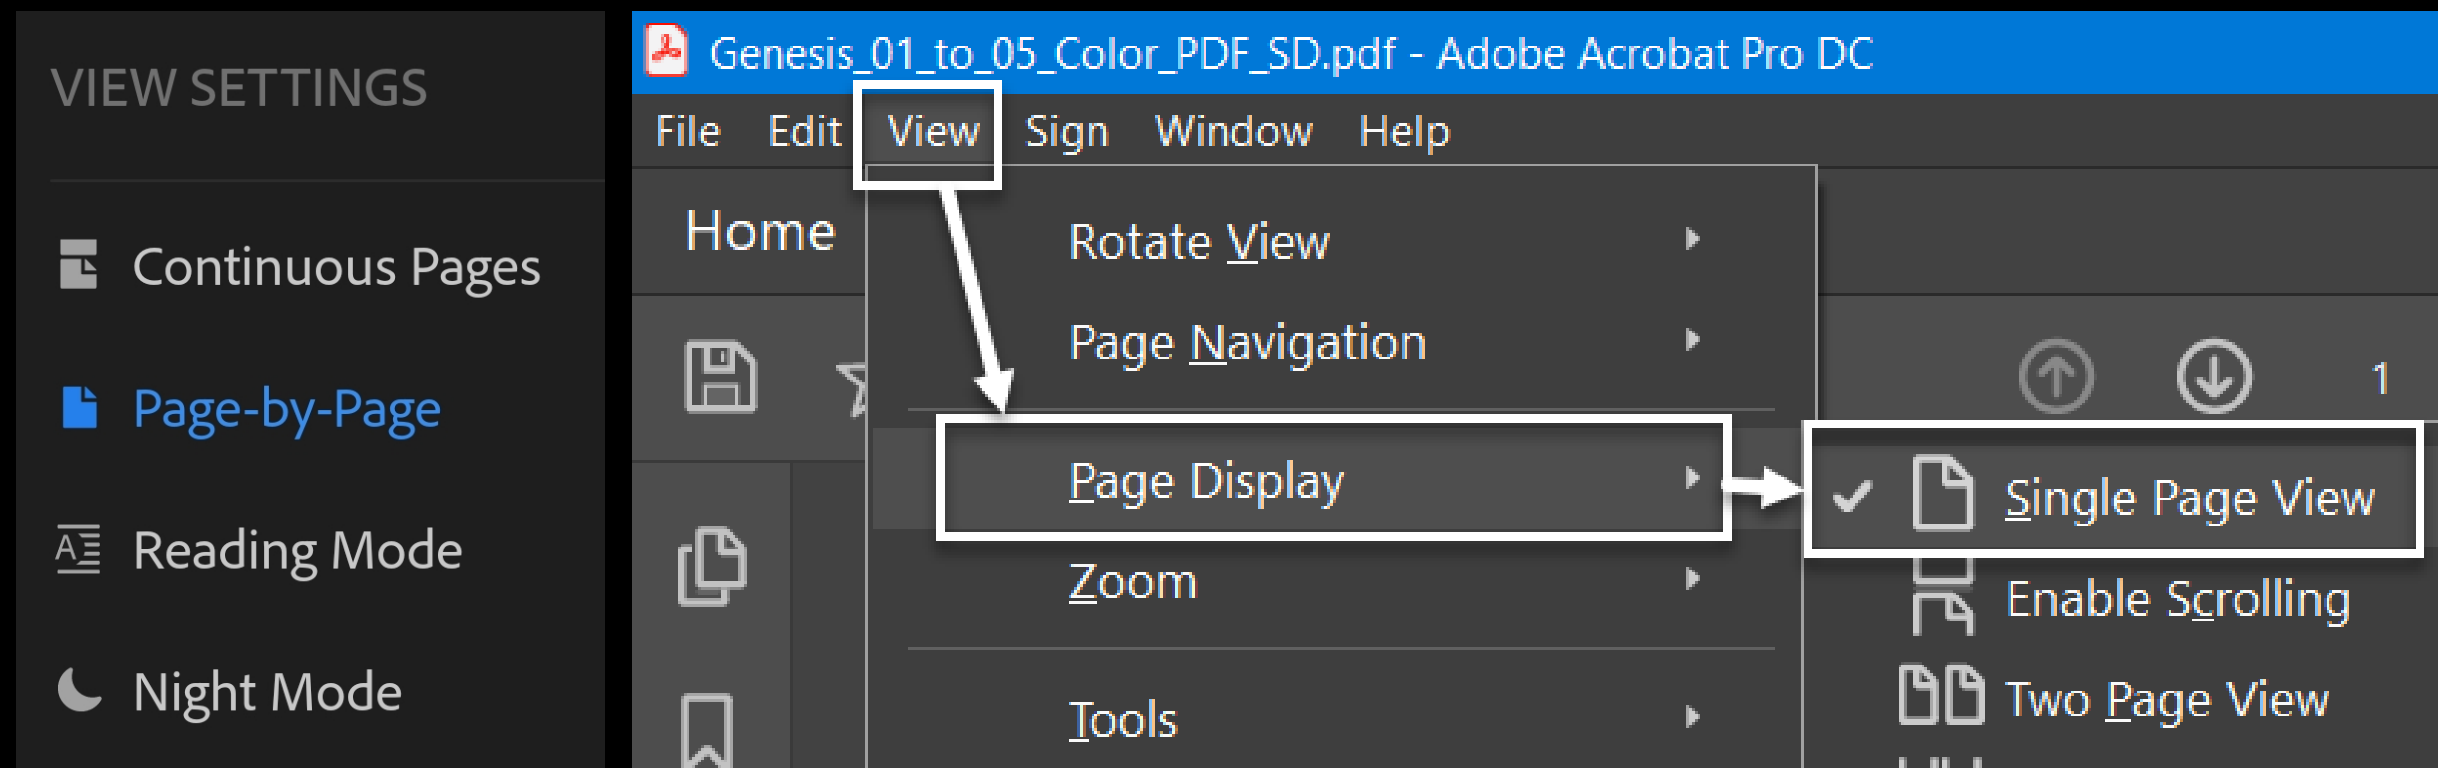 VIEW SETTINGS
Continuous Pages
Page-by-Page
Reading Mode
Night Mode
Genesis_01_to_05_Color_PDF_SD.pdf - Adobe Acrobat Pro DC
File Edit View Sign Window Help
Home
Rotate View
Page Navigation
1
Page Display
Single Page View
Zoom
Enable Scrolling
Two Page View
Tools